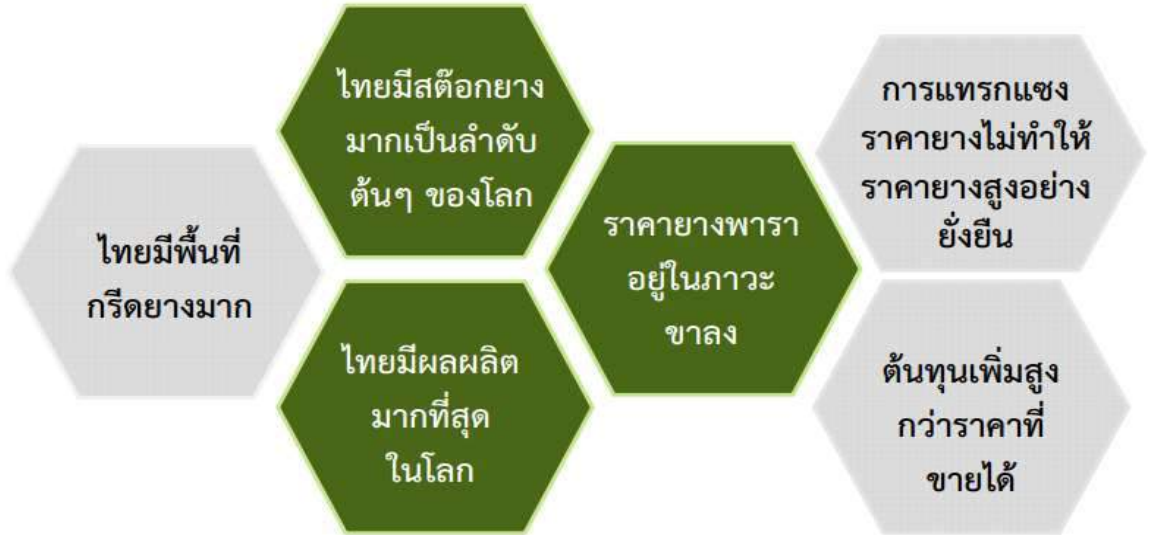 ไทยมีพื้นที่
กรีดยางมาก
ไทยมีสต๊อกยาง
มากเป็นลำดับ
ต้นๆ ของโลก
ไทยมีผลผลิต
มากที่สุด
ในโลก
ราคายางพารา
อยู่ในภาวะ
ขาลง
การแทรกแซง
ราคายางไม่ทำให้
ราคายางสูงอย่าง
ยั่งยืน
ต้นทุนเพิ่มสูง
กว่าราคาที่
ขายได้